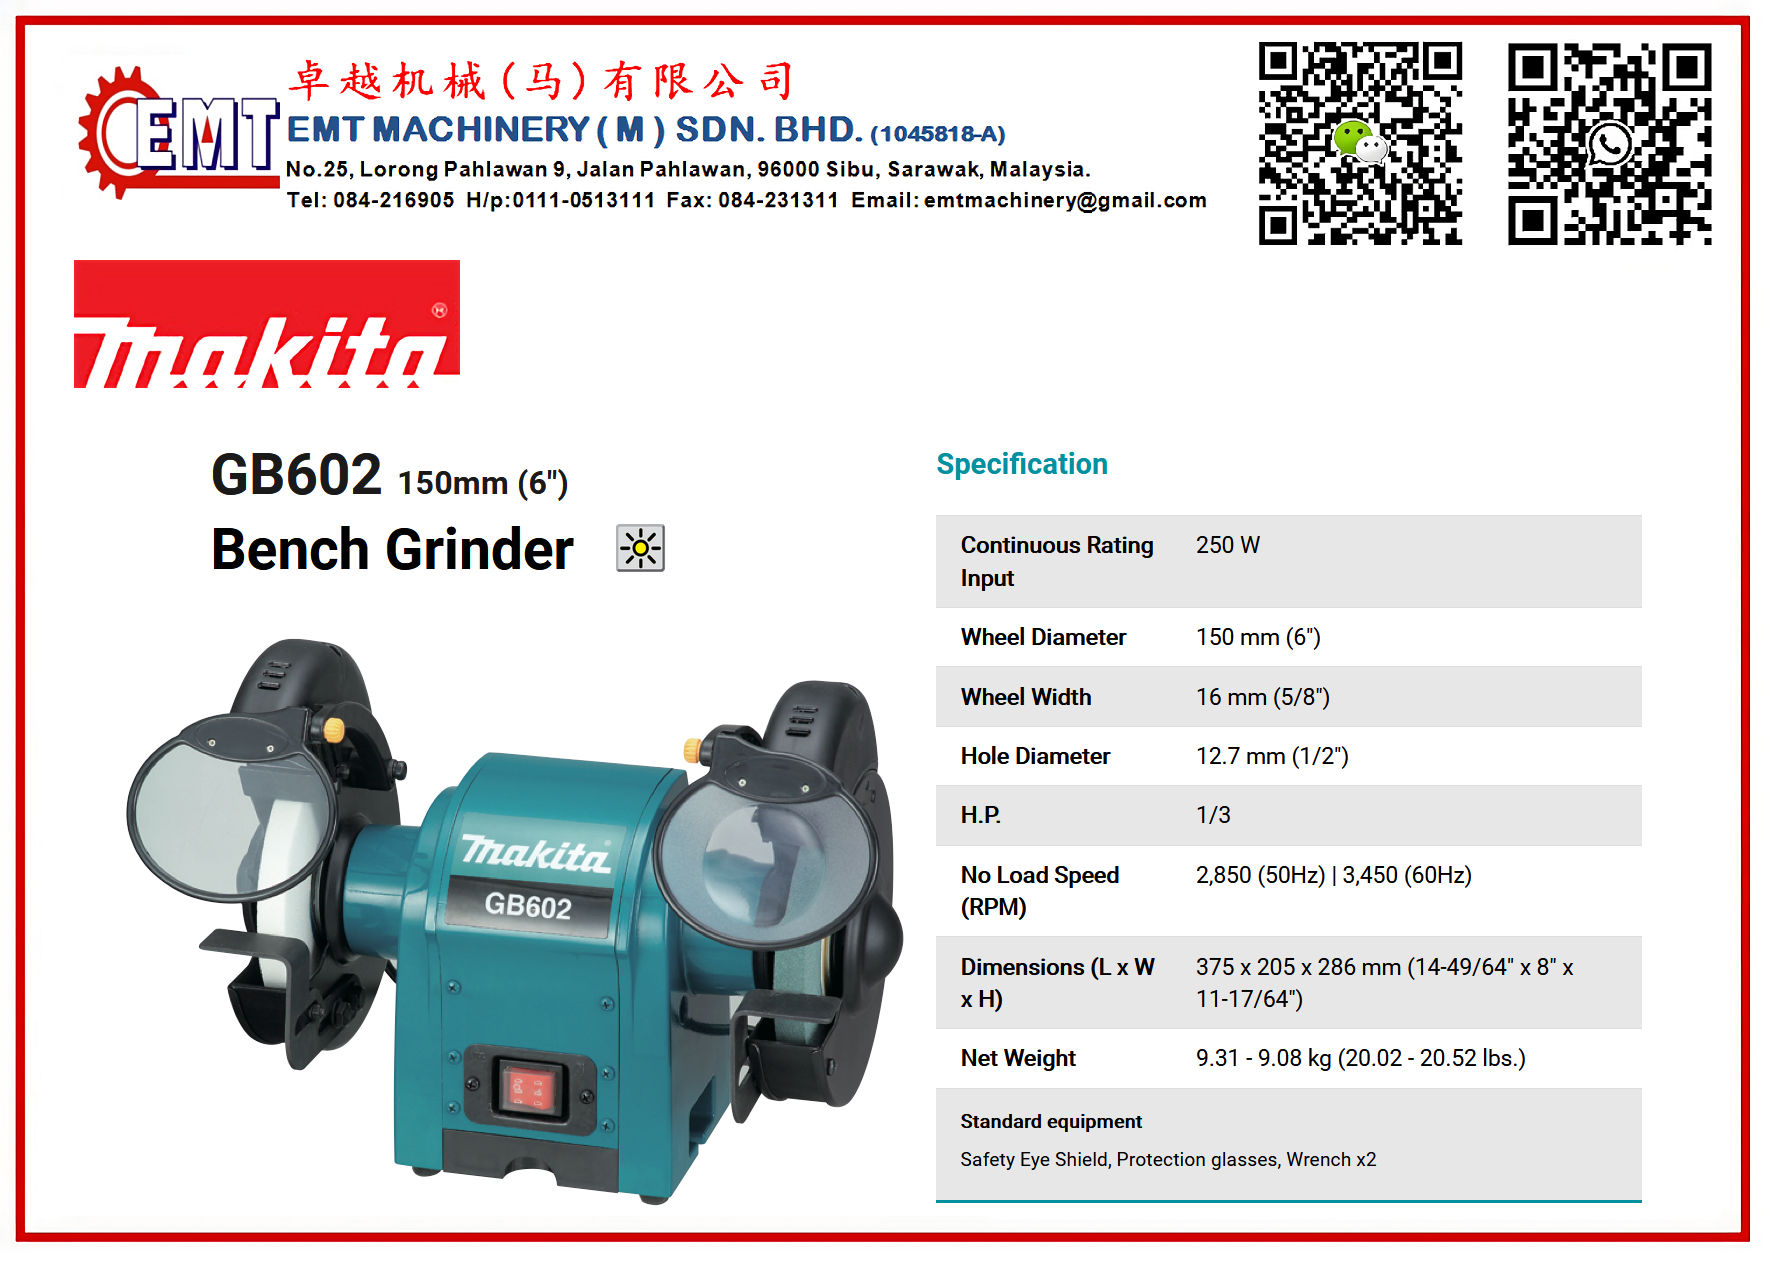 卓越机械(马)有限公司
EMT
EMT MACHINERY ( M ) SDN. BHD. (1045818-A)
No.25, Lorong Pahlawan 9, Jalan Pahlawan, 96000 Sibu, Sarawak, Malaysia.
Tel: 084-216905 H/p:0111-0513111 Fax: 084-231311 Email: emtmachinery@gmail.com
makita
GB602 150mm (6")
Bench Grinder
makita
GB602
Specification
Continuous Rating Input 250 W
Wheel Diameter 150 mm (6")
Wheel Width 16 mm (5/8")
Hole Diameter 12.7 mm (1/2")
H.P. 1/3
No Load Speed (RPM) 2,850 (50Hz) | 3,450 (60Hz)
Dimensions (L x W x H) 375 x 205 x 286 mm (14-49/64" x 8" x 11-17/64")
Net Weight 9.31 - 9.08 kg (20.02 - 20.52 lbs.)
Standard equipment
Safety Eye Shield, Protection glasses, Wrench x2